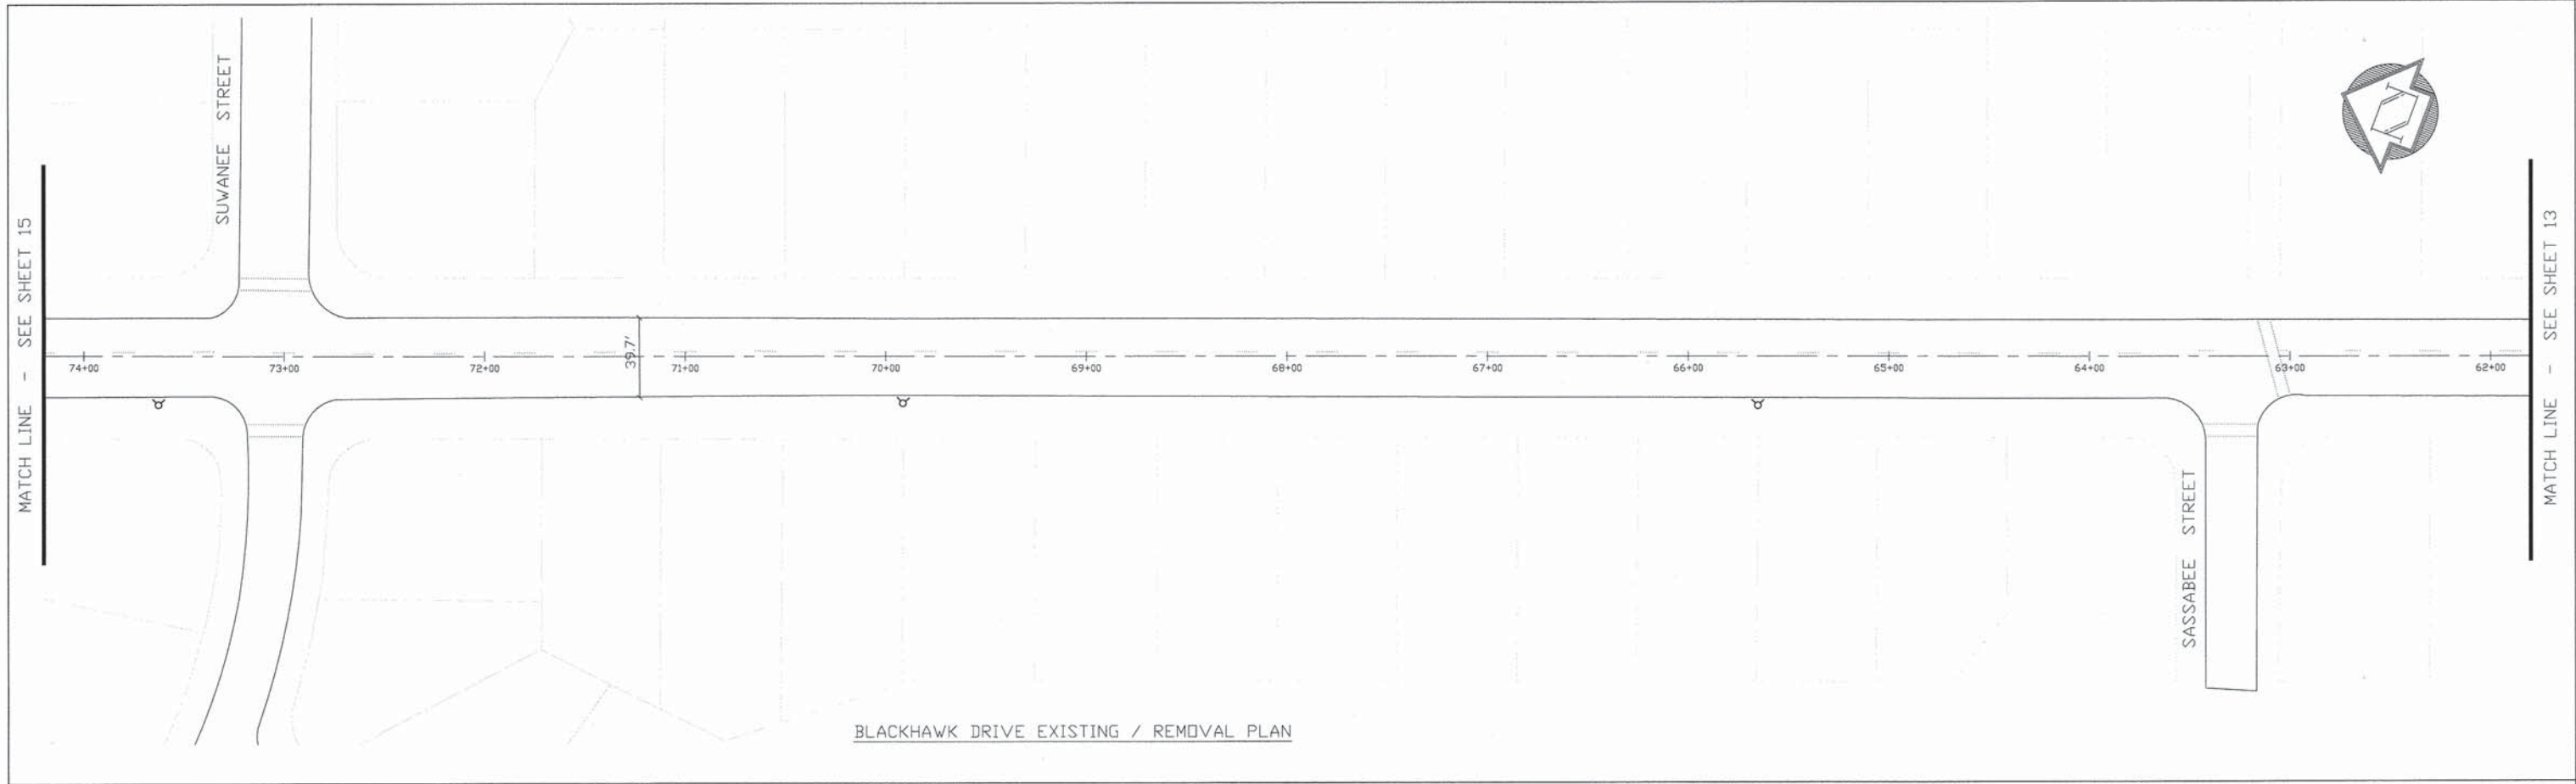 SUWANEE STREET
MATCH LINE - SEE SHEET 15
N
MATCH LINE - SEE SHEET 13
39.7'
74+00 73+00 72+00 71+00 70+00 69+00 68+00 67+00 66+00 65+00 64+00 63+00 62+00
SASSABEE STREET
BLACKHAWK DRIVE EXISTING / REMOVAL PLAN